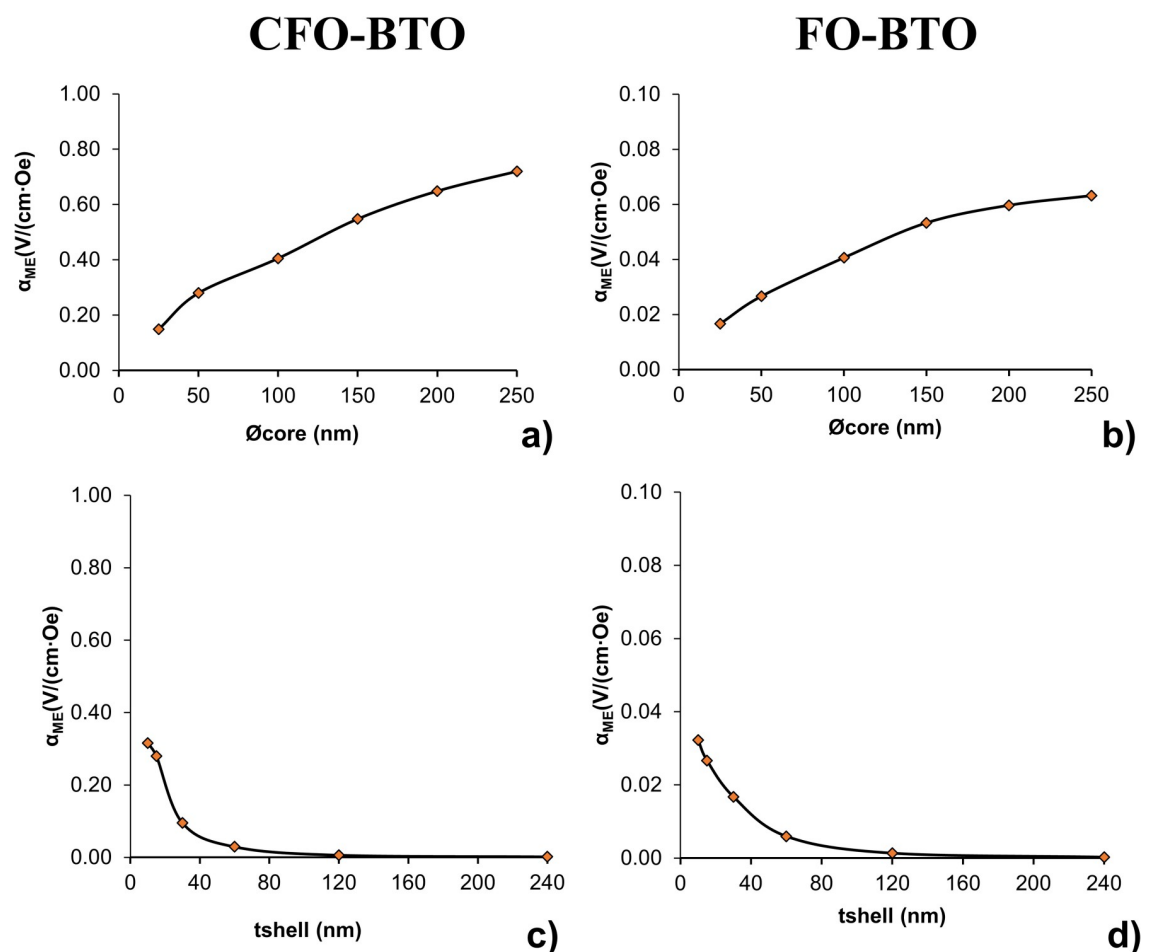 CFO-BTO
FO-BTO
1.00
0.80
0.60
0.40
0.20
0.00
αME(V/(cm·Oe)
0 50 100 150 200 250
Øcore (nm)
a)
0.10
0.08
0.06
0.04
0.02
0.00
αME(V/(cm·Oe)
0 50 100 150 200 250
Øcore (nm)
b)
1.00
0.80
0.60
0.40
0.20
0.00
αME(V/(cm·Oe)
0 40 80 120 160 200 240
tshell (nm)
c)
0.10
0.08
0.06
0.04
0.02
0.00
αME(V/(cm·Oe)
0 40 80 120 160 200 240
tshell (nm)
d)